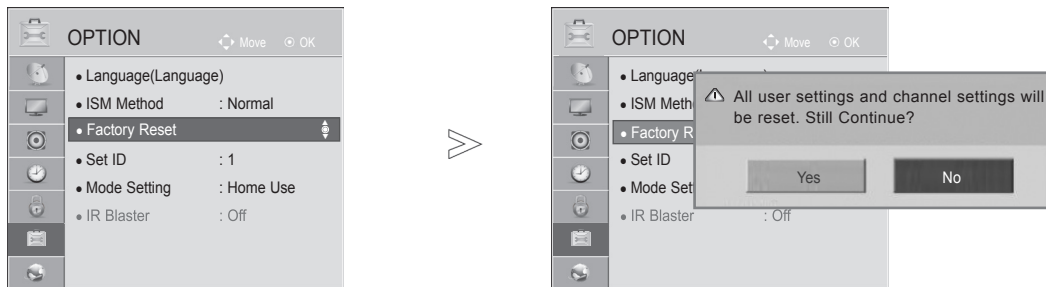 OPTION
Move OK
• Language(Language)
• ISM Method : Normal
• Factory Reset
• Set ID : 1
• Mode Setting : Home Use
• IR Blaster : Off
OPTION
Move OK
• Language
• ISM Meth
• Factory R
• Set ID
• Mode Set
• IR Blaster : Off
All user settings and channel settings will
be reset. Still Continue?
Yes No